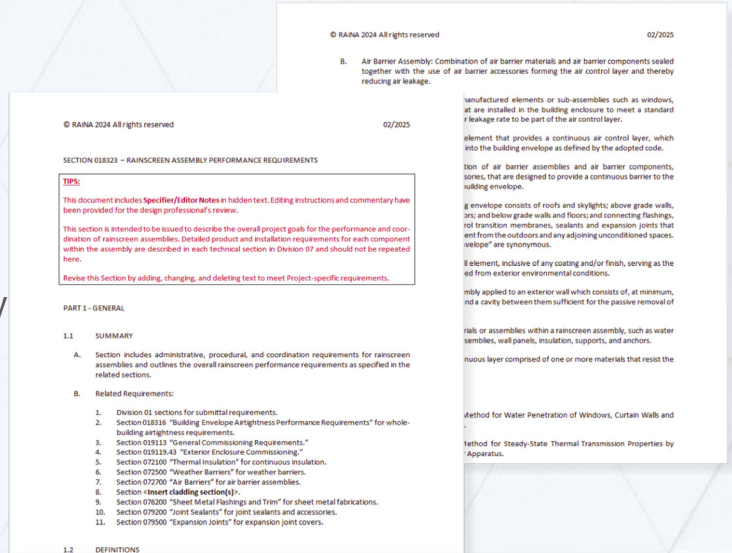 © RAiNA 2024 All rights reserved 02/2025
B. Air Barrier Assembly: Combination of air barrier materials and air barrier components sealed
together with the use of air barrier accessories forming the air control layer and thereby
reducing air leakage.
manufactured elements or sub-assemblies such as windows,
at are installed in the building enclosure to meet a standard
r leakage rate to be part of the air control layer.
element that provides a continuous air control layer, which
into the building envelope as defined by the adopted code.
tion of air barrier assemblies and air barrier components,
sories, that are designed to provide a continuous barrier to the
uilding envelope.
g envelope consists of roofs and skylights; above grade walls,
ors; and below grade walls and floors; and connecting flashings,
rol transition membranes, sealants and expansion joints that
ent from the outdoors and any adjoining unconditioned spaces.
velope" are synonymous.
ll element, inclusive of any coating and/or finish, serving as the
ed from exterior environmental conditions.
mbly applied to an exterior wall which consists of, at minimum,
nd a cavity between them sufficient for the passive removal of
rials or assemblies within a rainscreen assembly, such as water
semblies, wall panels, insulation, supports, and anchors.
nuous layer comprised of one or more materials that resist the
Method for Water Penetration of Windows, Curtain Walls and
Method for Steady-State Thermal Transmission Properties by
Apparatus.
© RAiNA 2024 All rights reserved 02/2025
SECTION 018323 – RAINSCREEN ASSEMBLY PERFORMANCE REQUIREMENTS
TIPS:
This document includes Specifier/Editor Notes in hidden text. Editing instructions and commentary have
been provided for the design professional's review.
This section is intended to be issued to describe the overall project goals for the performance and coor-
dination of rainscreen assemblies. Detailed product and installation requirements for each component
within the assembly are described in each technical section in Division 07 and should not be repeated
here.
Revise this Section by adding, changing, and deleting text to meet Project-specific requirements.
PART 1 - GENERAL
1.1 SUMMARY
A. Section includes administrative, procedural, and coordination requirements for rainscreen
assemblies and outlines the overall rainscreen performance requirements as specified in the
related sections.
B. Related Requirements:
1. Division 01 sections for submittal requirements.
2. Section 018316 "Building Envelope Airtightness Performance Requirements" for whole-
building airtightness requirements.
3. Section 019113 "General Commissioning Requirements."
4. Section 019119.43 "Exterior Enclosure Commissioning."
5. Section 072100 "Thermal Insulation" for continuous insulation.
6. Section 072500 "Weather Barriers" for weather barriers.
7. Section 072700 "Air Barriers" for air barrier assemblies.
8. Section <Insert cladding section(s)>.
9. Section 076200 "Sheet Metal Flashings and Trim" for sheet metal fabrications.
10. Section 079200 "Joint Sealants" for joint sealants and accessories.
11. Section 079500 "Expansion Joints" for expansion joint covers.
1.2 DEFINITIONS